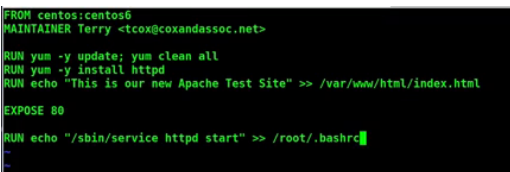 FROM centos:centos6
MAINTAINER Terry <tcox@coxandassoc.net>
RUN yum -y update; yum clean all
RUN yum -y install httpd
RUN echo "This is our new Apache Test Site" >> /var/www/html/index.html
EXPOSE 80
RUN echo "/sbin/service httpd start" >> /root/.bashrc
~
~